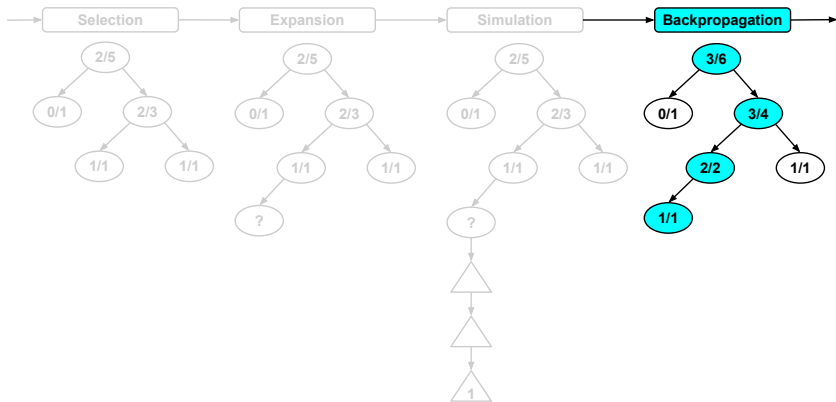 Selection Expansion Simulation Backpropagation
2/5 2/5 2/5 3/6
0/1 2/3 0/1 2/3 0/1 2/3 0/1 3/4
1/1 1/1 1/1 1/1 1/1 1/1 2/2 1/1
? ? 1/1
1